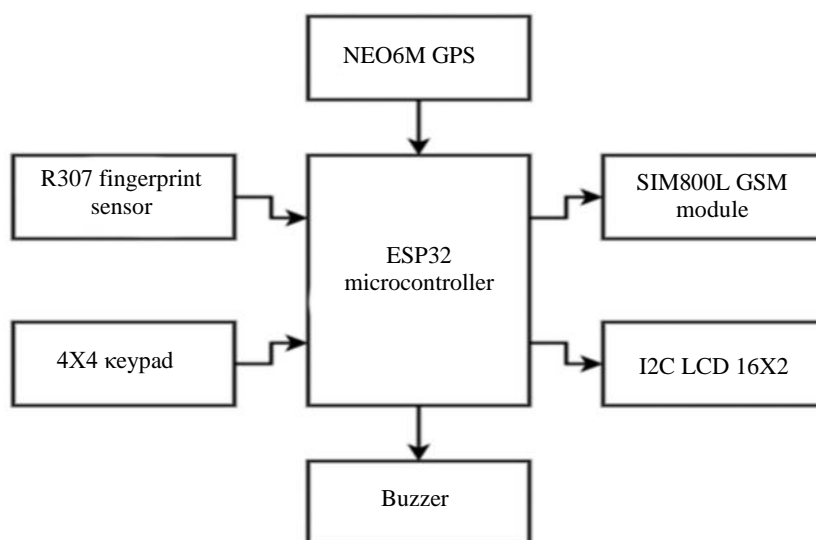 NEO6M GPS
R307 fingerprint
sensor
ESP32
microcontroller
SIM800L GSM
module
4X4 кeypad
I2C LCD 16X2
Buzzer